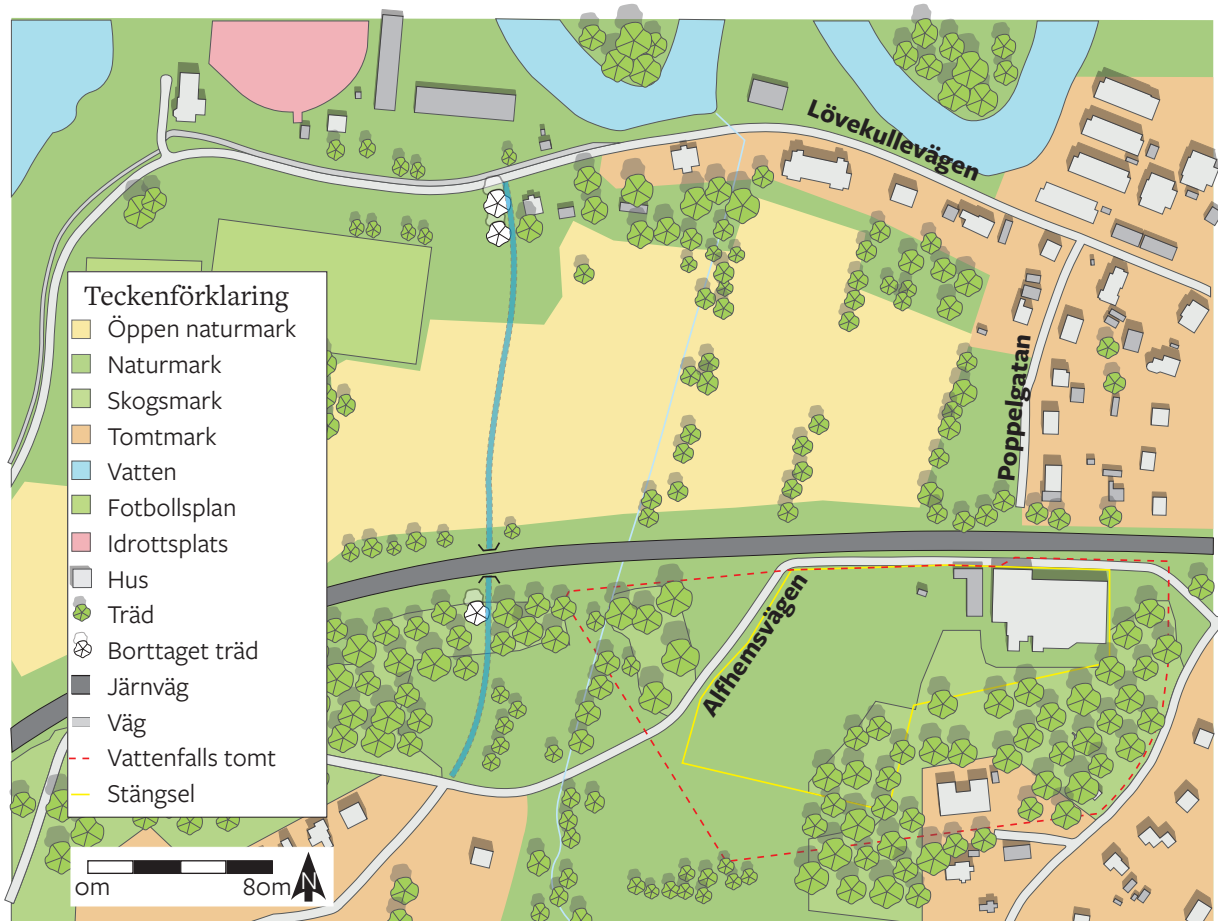 Lövekullevägen
Poppelgatan
Alfhemsvägen
Teckenförklaring
Öppen naturmark
Naturmark
Skogsmark
Tomtmark
Vatten
Fotbollsplan
Idrottsplats
Hus
Träd
Borttaget träd
Järnväg
Väg
Vattenfalls tomt
Stängsel
0m 80m N